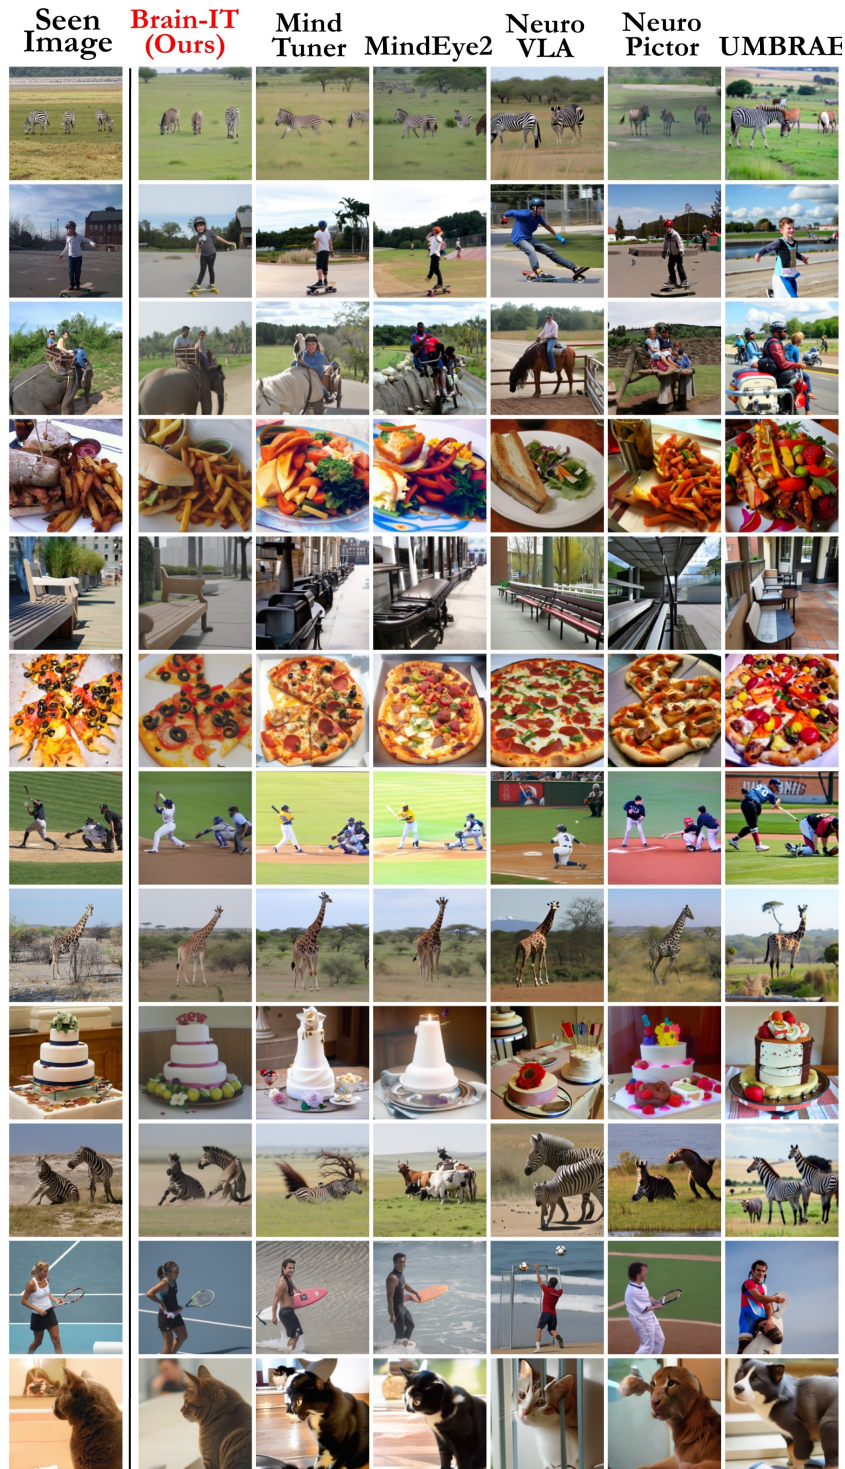 Seen
Image
Brain-IT
(Ours)
Mind
Tuner
MindEye2
Neuro
VLA
Neuro
Pictor
UMBRAE